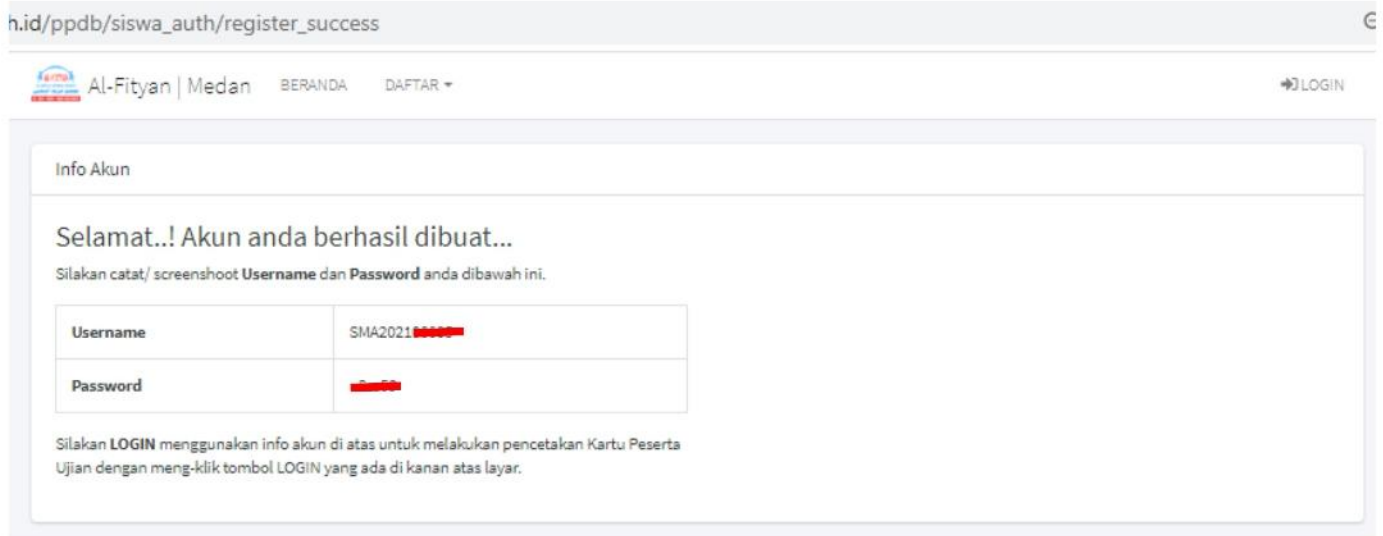 h.id/ppdb/siswa_auth/register_success
Al-Fityan | Medan BERANDA DAFTAR LOGIN
Info Akun
Selamat..! Akun anda berhasil dibuat...
Silakan catat/ screenshoot Username dan Password anda dibawah ini.
Username SMA2021
Password
Silakan LOGIN menggunakan info akun di atas untuk melakukan pencetakan Kartu Peserta
Ujian dengan meng-klik tombol LOGIN yang ada di kanan atas layar.